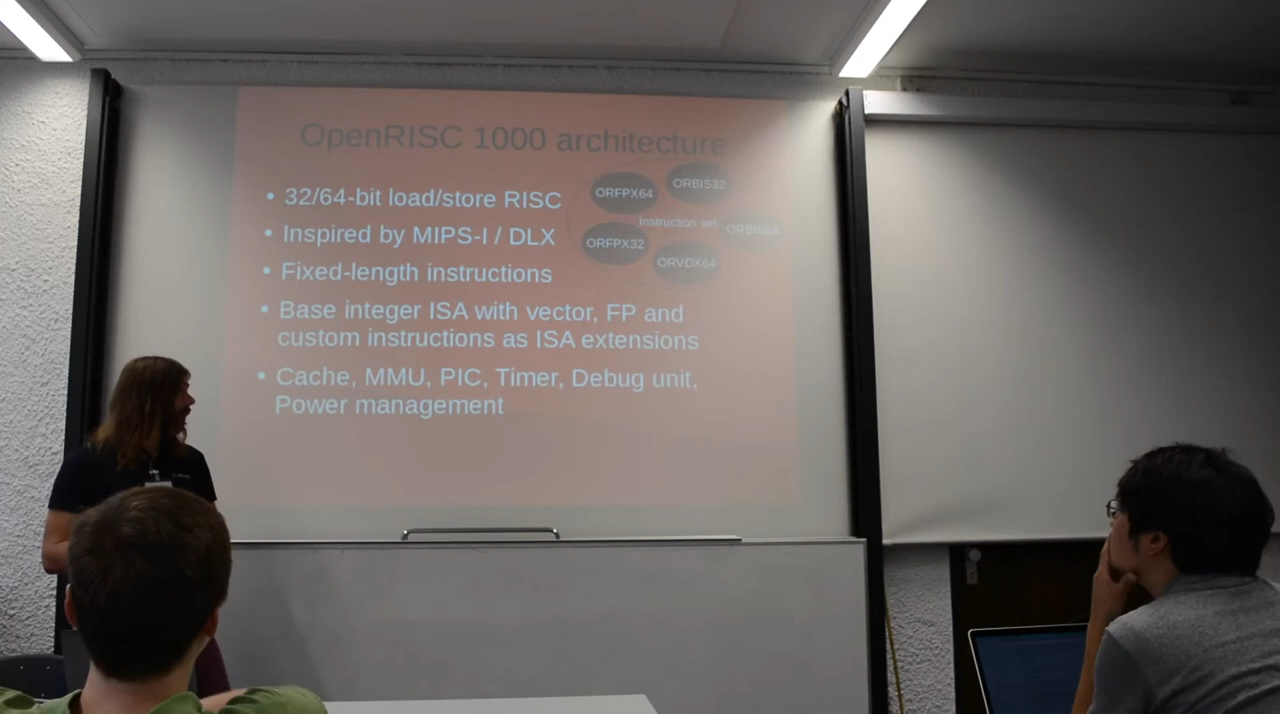 OpenRISC 1000 architecture
• 32/64-bit load/store RISC
• Inspired by MIPS-I / DLX
• Fixed-length instructions
• Base integer ISA with vector, FP and
custom instructions as ISA extensions
• Cache, MMU, PIC, Timer, Debug unit,
Power management
ORFPX64
ORBIS32
Instruction set
ORBIS64
ORFPX32
ORVDX64